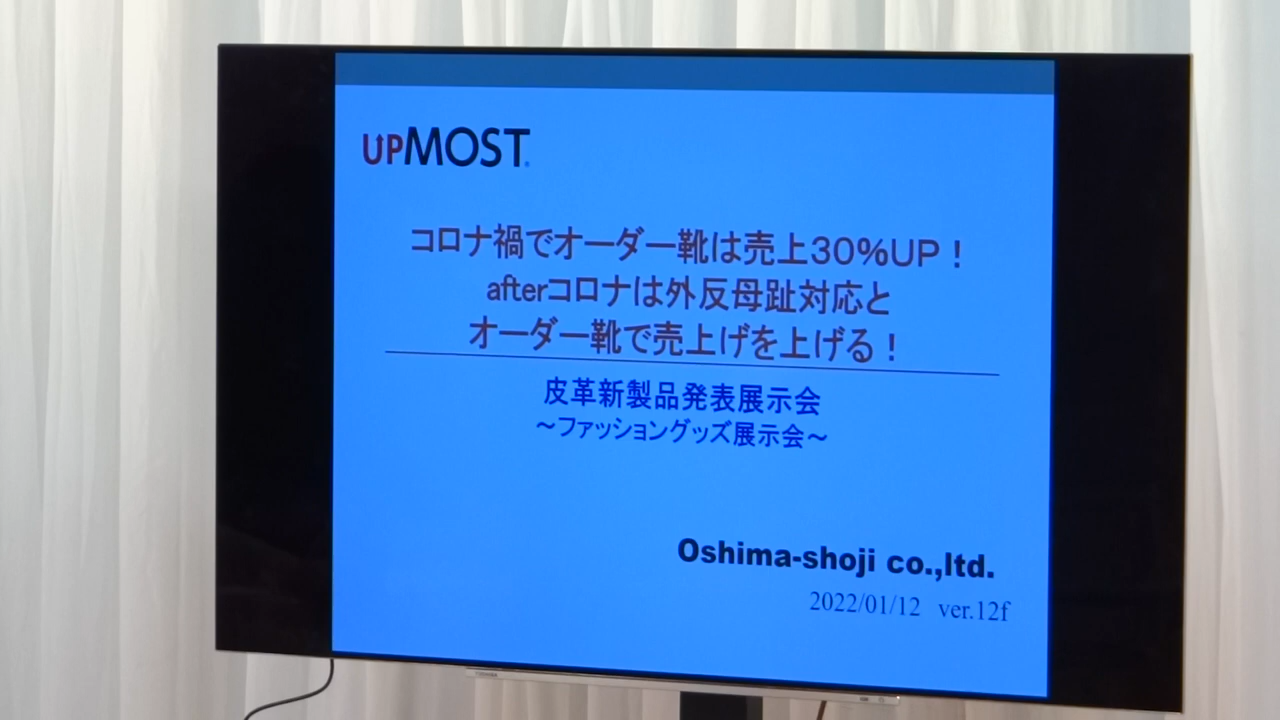 UPMOST
コロナ禍でオーダー靴は売上30%UP！
afterコロナは外反母趾対応と
オーダー靴で売上げを上げる！
皮革新製品発表展示会
～ファッショングッズ展示会～
Oshima-shoji co.,ltd.
2022/01/12 ver.12f
TOSHIBA